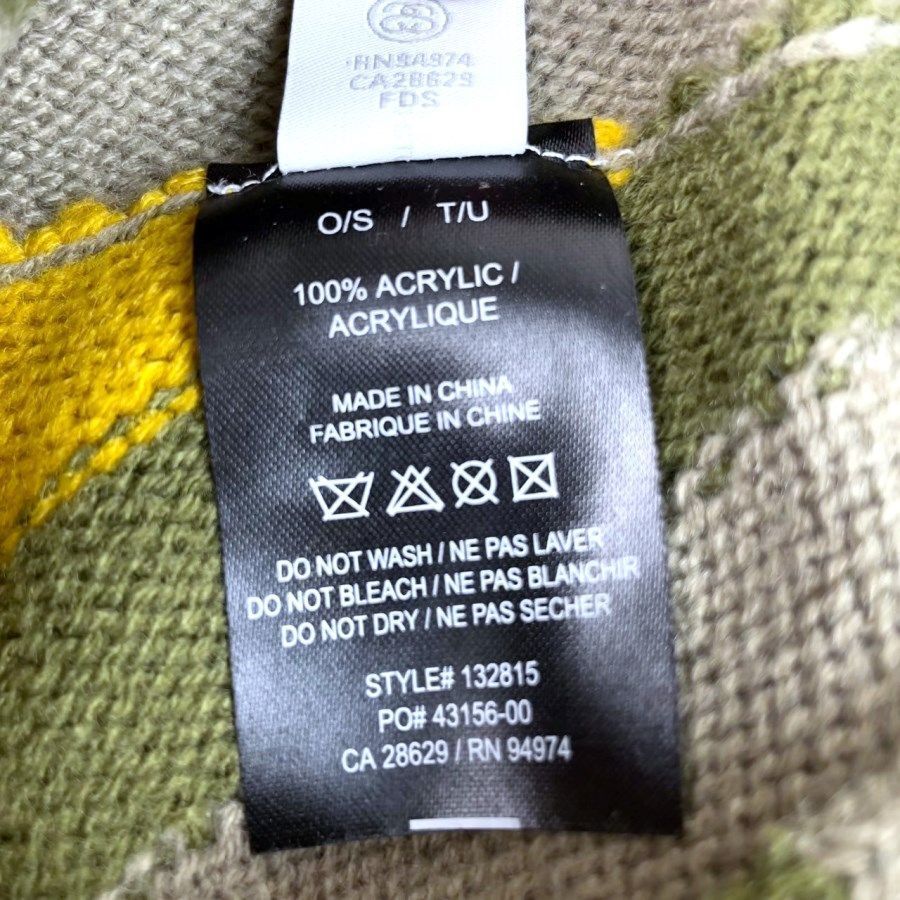 RN94974
CA28629
FDS
O/S / T/U
100% ACRYLIC /
ACRYLIQUE
MADE IN CHINA
FABRIQUE IN CHINE
DO NOT WASH / NE PAS LAVER
DO NOT BLEACH / NE PAS BLANCHIR
DO NOT DRY / NE PAS SECHER
STYLE# 132815
PO# 43156-00
CA 28629 / RN 94974